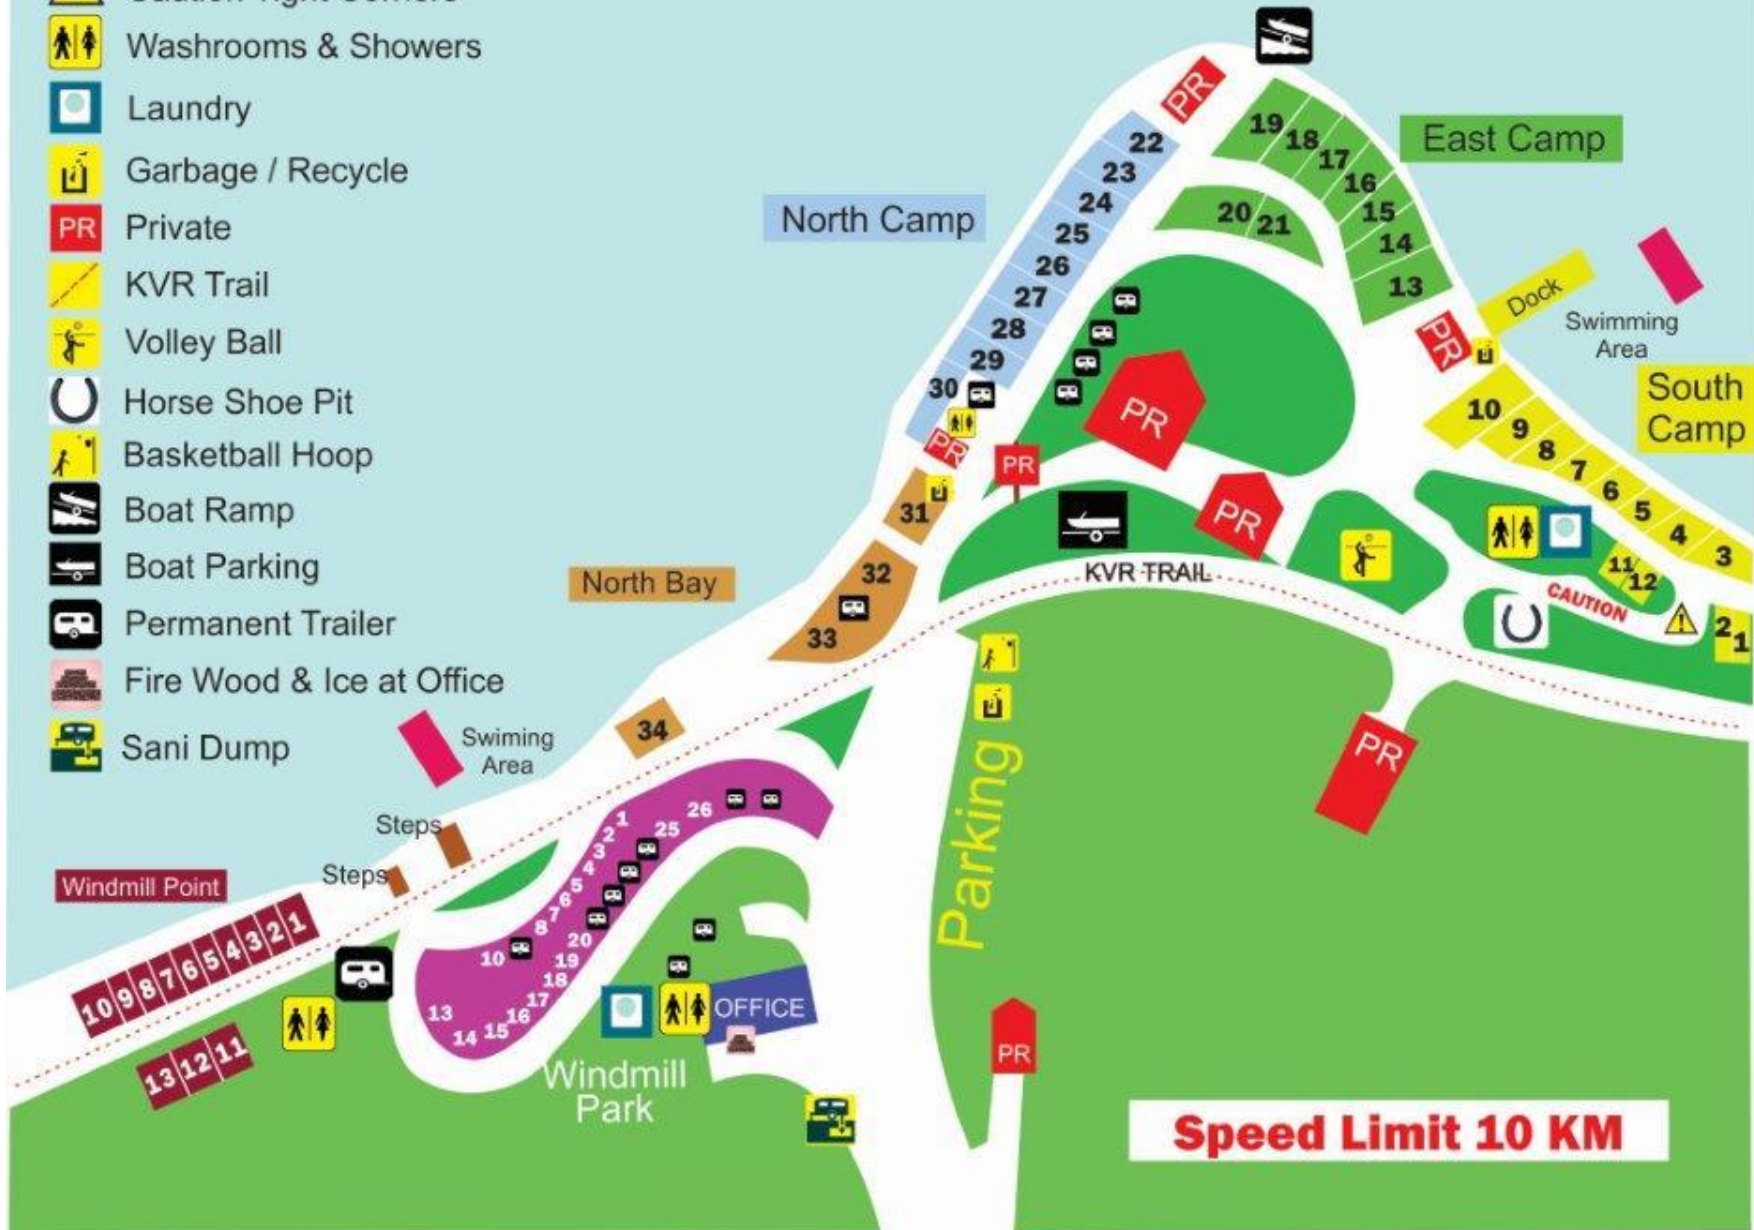 Caution Tight Corners
Washrooms & Showers
Laundry
Garbage / Recycle
PR Private
KVR Trail
Volley Ball
Horse Shoe Pit
Basketball Hoop
Boat Ramp
Boat Parking
Permanent Trailer
Fire Wood & Ice at Office
Sani Dump
PR
North Camp
22
23
24
25
26
27
28
29
30
PR
East Camp
19
18
17
16
15
14
13
20
21
Dock
Swimming
Area
PR
South
Camp
10
9
8
7
6
5
4
3
11
12
CAUTION
2
1
PR
PR
PR
KVR TRAIL
North Bay
31
32
33
34
Swiming
Area
Steps
Steps
Windmill Point
10 9 8 7 6 5 4 3 2 1
13 12 11
1
2
3
4
5
6
7
8
10
13
14
15
16
17
18
19
20
25
26
OFFICE
Windmill
Park
Parking
PR
PR
Speed Limit 10 KM